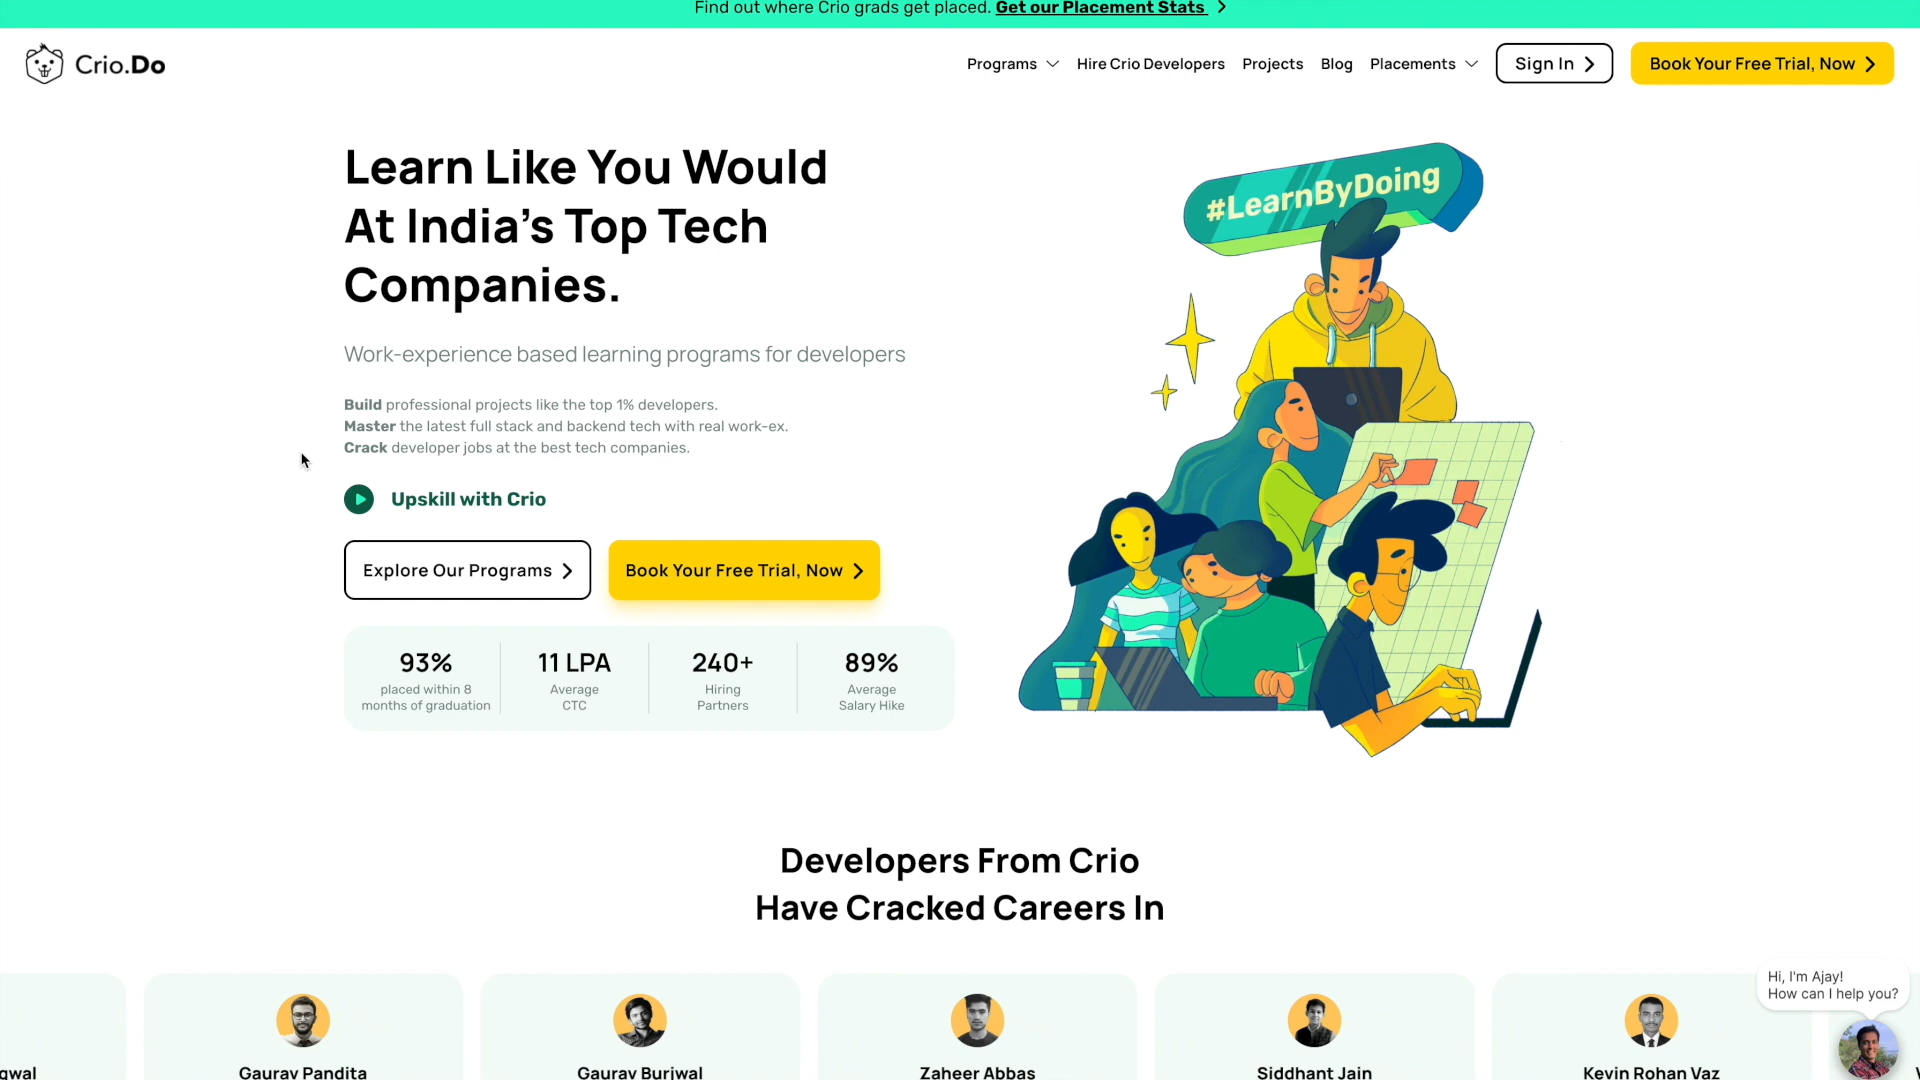 Find out where Crio grads get placed. Get our Placement Stats
Crio.Do
Programs
Hire Crio Developers
Projects
Blog
Placements
Sign In
Book Your Free Trial, Now
Learn Like You Would
At India's Top Tech
Companies.
#LearnByDoing
Work-experience based learning programs for developers
Build professional projects like the top 1% developers.
Master the latest full stack and backend tech with real work-ex.
Crack developer jobs at the best tech companies.
Upskill with Crio
Explore Our Programs
Book Your Free Trial, Now
93%
placed within 8
months of graduation
11 LPA
Average
CTC
240+
Hiring
Partners
89%
Average
Salary Hike
Developers From Crio
Have Cracked Careers In
Hi, I'm Ajay!
How can I help you?
Gaurav Pandita
Gaurav Burjwal
Zaheer Abbas
Siddhant Jain
Kevin Rohan Vaz